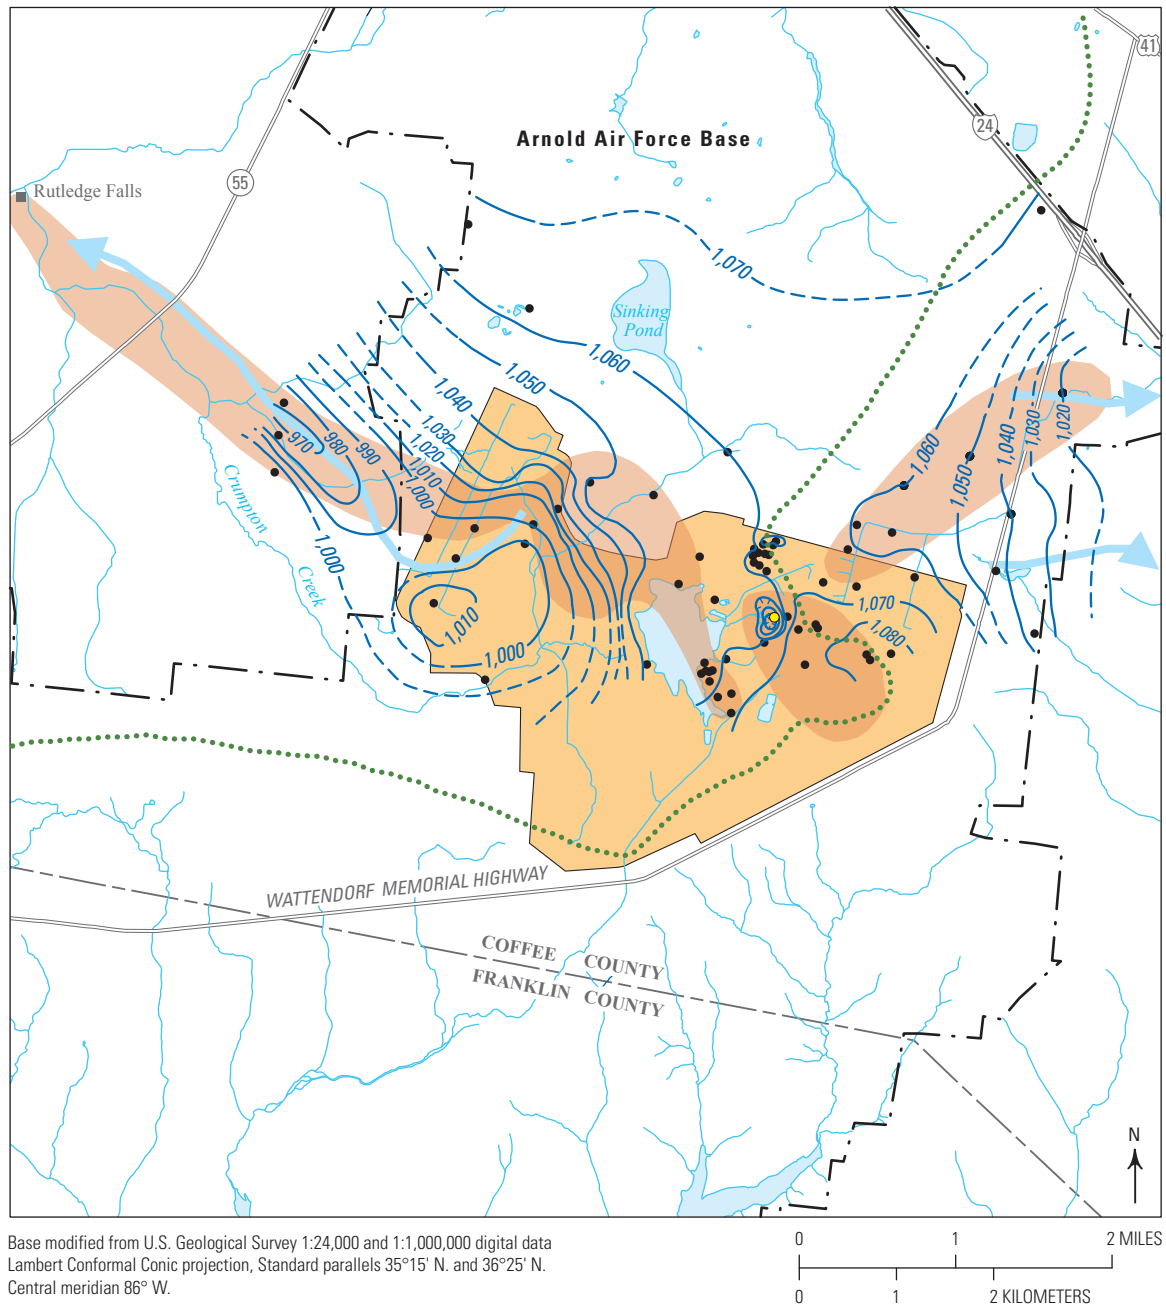 41
24
Arnold Air Force Base
55
Rutledge Falls
1,070
Sinking
Pond
1,060
1,050
1,040
1,030
1,020
1,010
1,000
970
980
990
1,060
1,050
1,040
1,030
1,020
Crumpton
Creek
1,000
1,010
1,000
1,070
1,080
WATTENDORF MEMORIAL HIGHWAY
COFFEE COUNTY
FRANKLIN COUNTY
N
Base modified from U.S. Geological Survey 1:24,000 and 1:1,000,000 digital data
Lambert Conformal Conic projection, Standard parallels 35°15' N. and 36°25' N.
Central meridian 86° W.
0 1 2 MILES
0 1 2 KILOMETERS